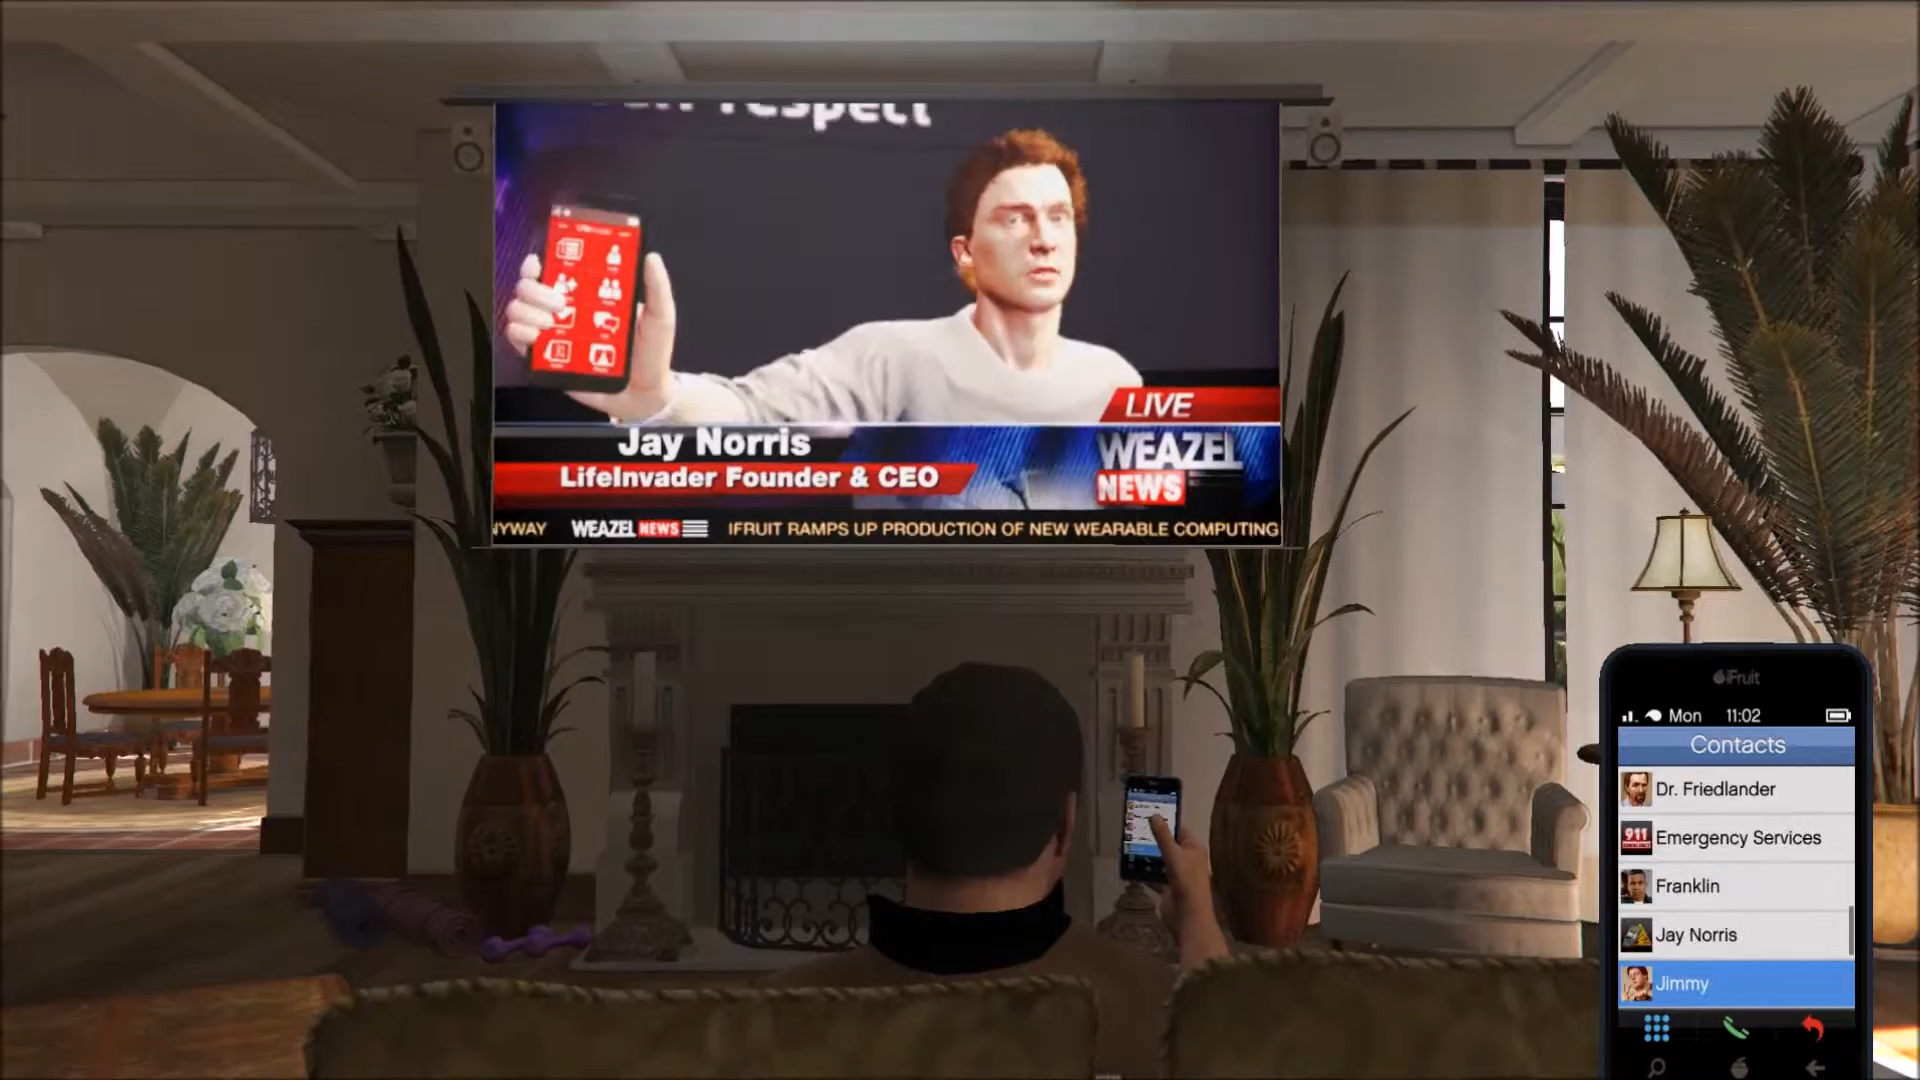 respect
LIVE
Jay Norris
LifeInvader Founder & CEO
WEAZEL
NEWS
NYWAY WEAZEL NEWS IFRUIT RAMPS UP PRODUCTION OF NEW WEARABLE COMPUTING
iFruit
Mon 11:02
Contacts
Dr. Friedlander
911 Emergency Services
Franklin
Jay Norris
Jimmy